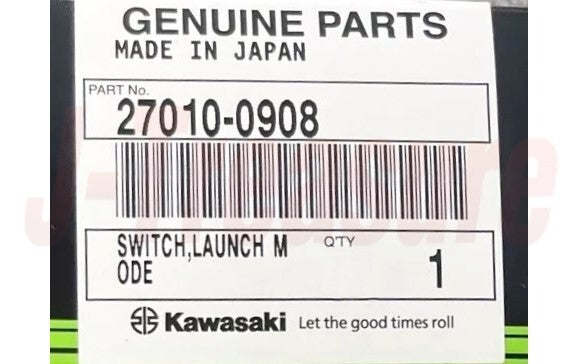 GENUINE PARTS
MADE IN JAPAN
PART No.
27010-0908
SWITCH,LAUNCH M Q'TY 1
ODE
Kawasaki Let the good times roll
J-Treasure